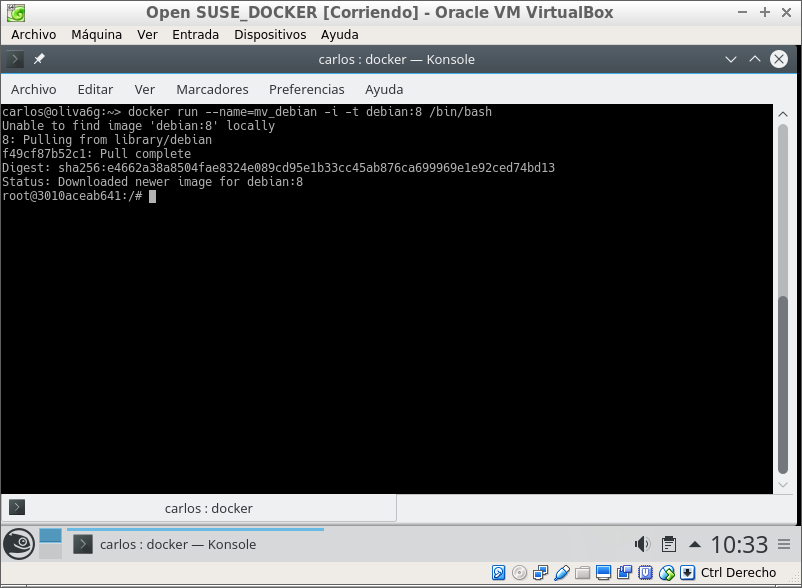 Open SUSE_DOCKER [Corriendo] - Oracle VM VirtualBox
Archivo Máquina Ver Entrada Dispositivos Ayuda
carlos : docker — Konsole
Archivo Editar Ver Marcadores Preferencias Ayuda
carlos@oliva6g:~> docker run --name=mv_debian -i -t debian:8 /bin/bash
Unable to find image 'debian:8' locally
8: Pulling from library/debian
f49cf87b52c1: Pull complete
Digest: sha256:e4662a38a8504fae8324e089cd95e1b33cc45ab876ca699969e1e92ced74bd13
Status: Downloaded newer image for debian:8
root@3010aceab641:/#
carlos : docker
carlos : docker — Konsole
10:33
Ctrl Derecho